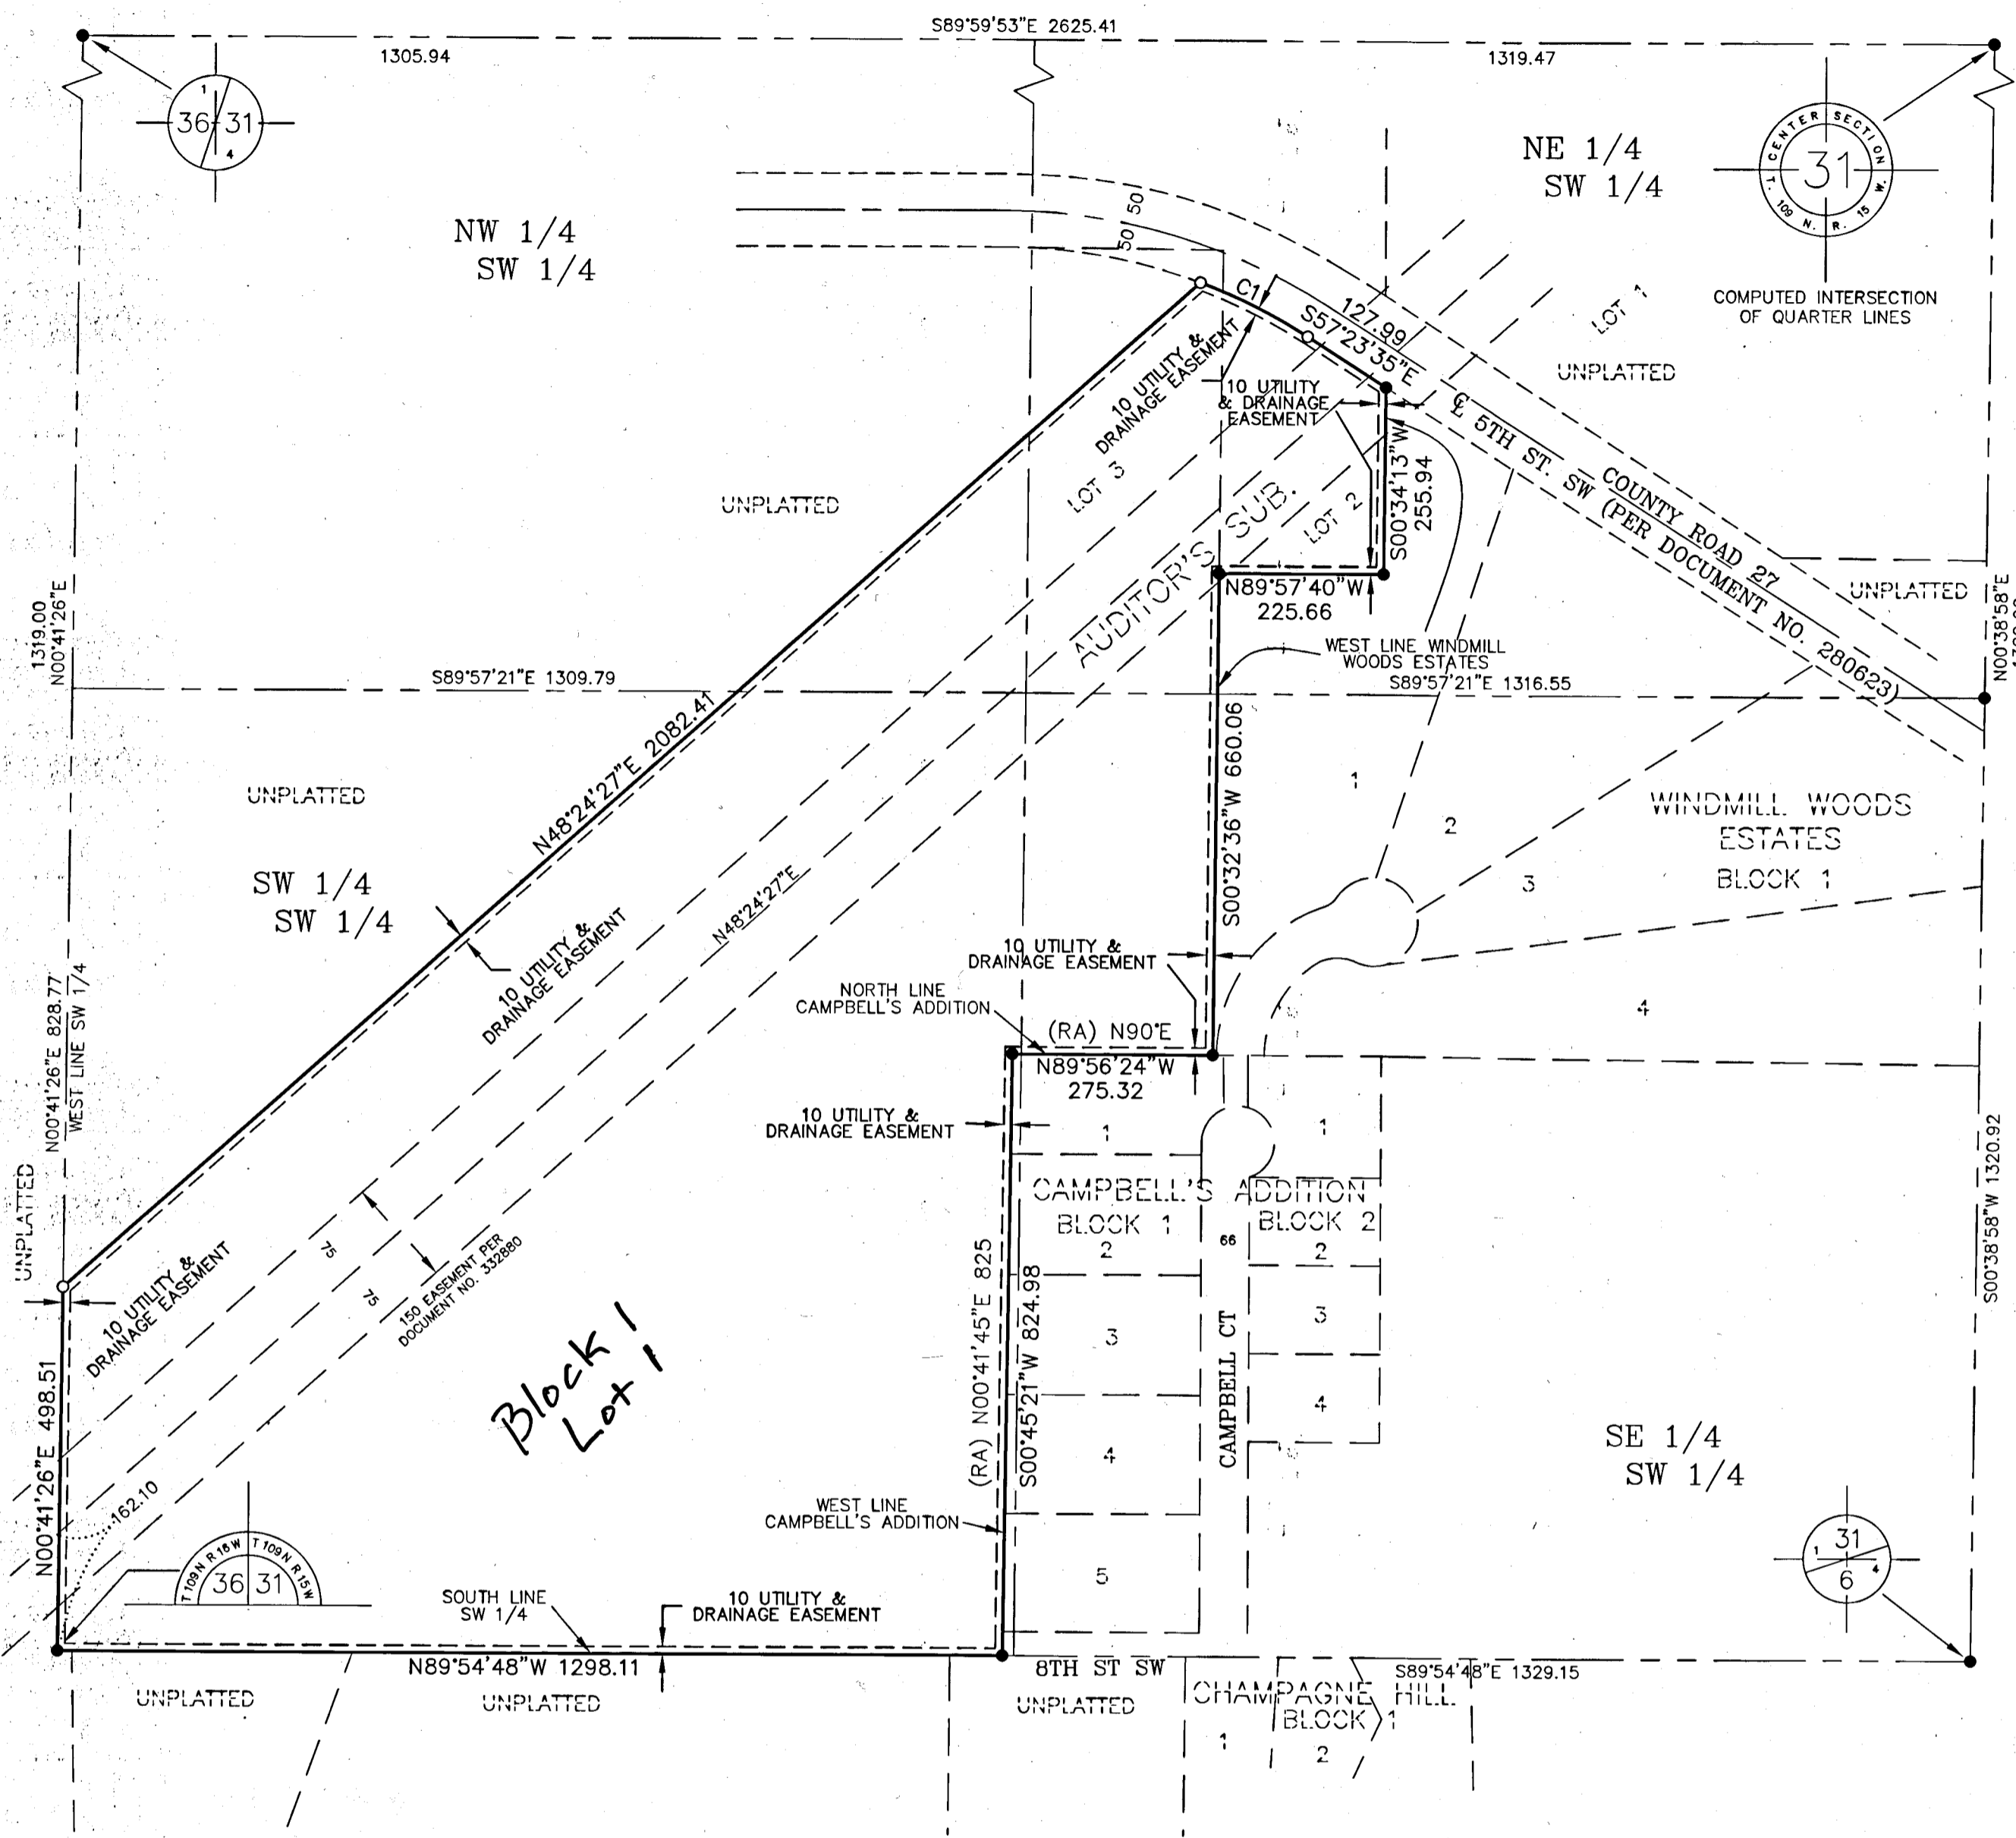 S89°59'53"E 2625.41
1305.94
1319.47
1
36 31
4
NW 1/4
SW 1/4
NE 1/4
SW 1/4
CENTER SECTION
31
T. 109 N. R. 15 W.
COMPUTED INTERSECTION
OF QUARTER LINES
50
50
C1
127.99
S57°23'35"E
LOT 1
UNPLATTED
10 UTILITY &
DRAINAGE EASEMENT
10 UTILITY
& DRAINAGE
EASEMENT
℄ 5TH ST. SW
COUNTY ROAD 27
(PER DOCUMENT NO. 280623)
S00°34'13"W
255.94
LOT 3
AUDITOR'S SUB.
LOT 2
UNPLATTED
UNPLATTED
N89°57'40"W
225.66
N00°38'58"E
1319.00
N00°41'26"E
WEST LINE WINDMILL
WOODS ESTATES
S89°57'21"E 1309.79
S89°57'21"E 1316.55
N48°24'27"E 2082.41
S00°32'36"W 660.06
UNPLATTED
SW 1/4
SW 1/4
1
2
3
4
WINDMILL WOODS
ESTATES
BLOCK 1
N48°24'27"E
10 UTILITY &
DRAINAGE EASEMENT
10 UTILITY &
DRAINAGE EASEMENT
NORTH LINE
CAMPBELL'S ADDITION
(RA) N90°E
N89°56'24"W
275.32
N00°41'26"E 828.77
WEST LINE SW 1/4
10 UTILITY &
DRAINAGE EASEMENT
1
1
CAMPBELL'S ADDITION
BLOCK 1
BLOCK 2
2
66
2
3
3
4
4
5
CAMPBELL CT
S00°38'58"W 1320.92
UNPLATTED
10 UTILITY &
DRAINAGE EASEMENT
75
75
150 EASEMENT PER
DOCUMENT NO. 332880
(RA) N00°41'45"E 825
S00°45'21"W 824.98
Block 1
Lot 1
N00°41'26"E 498.51
162.10
SE 1/4
SW 1/4
WEST LINE
CAMPBELL'S ADDITION
T 109 N R 16 W T 109 N R 15 W
36 31
31
1 4
6
SOUTH LINE
SW 1/4
10 UTILITY &
DRAINAGE EASEMENT
N89°54'48"W 1298.11
8TH ST SW
S89°54'48"E 1329.15
UNPLATTED
UNPLATTED
UNPLATTED
CHAMPAGNE HILL
BLOCK 1
1
2